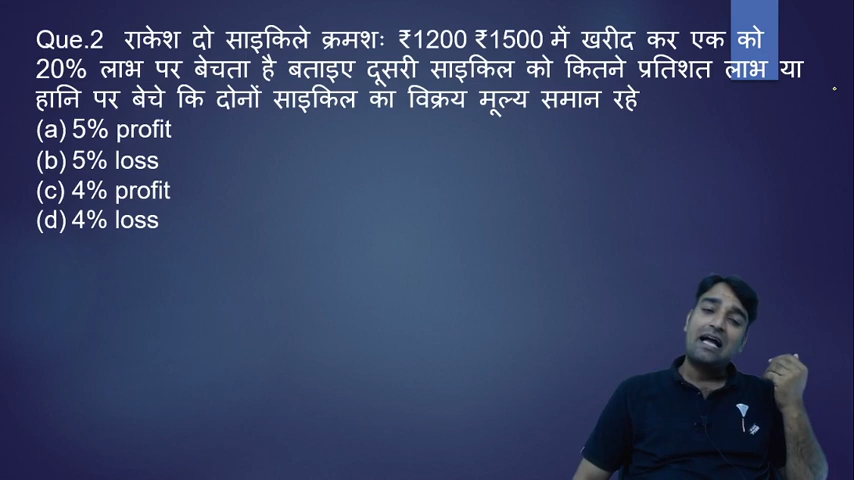 Que.2 राकेश दो साइकिले क्रमशः ₹1200 ₹1500 में खरीद कर एक को
20% लाभ पर बेचता है बताइए दूसरी साइकिल को कितने प्रतिशत लाभ या
हानि पर बेचे कि दोनों साइकिल का विक्रय मूल्य समान रहे
(a) 5% profit
(b) 5% loss
(c) 4% profit
(d) 4% loss